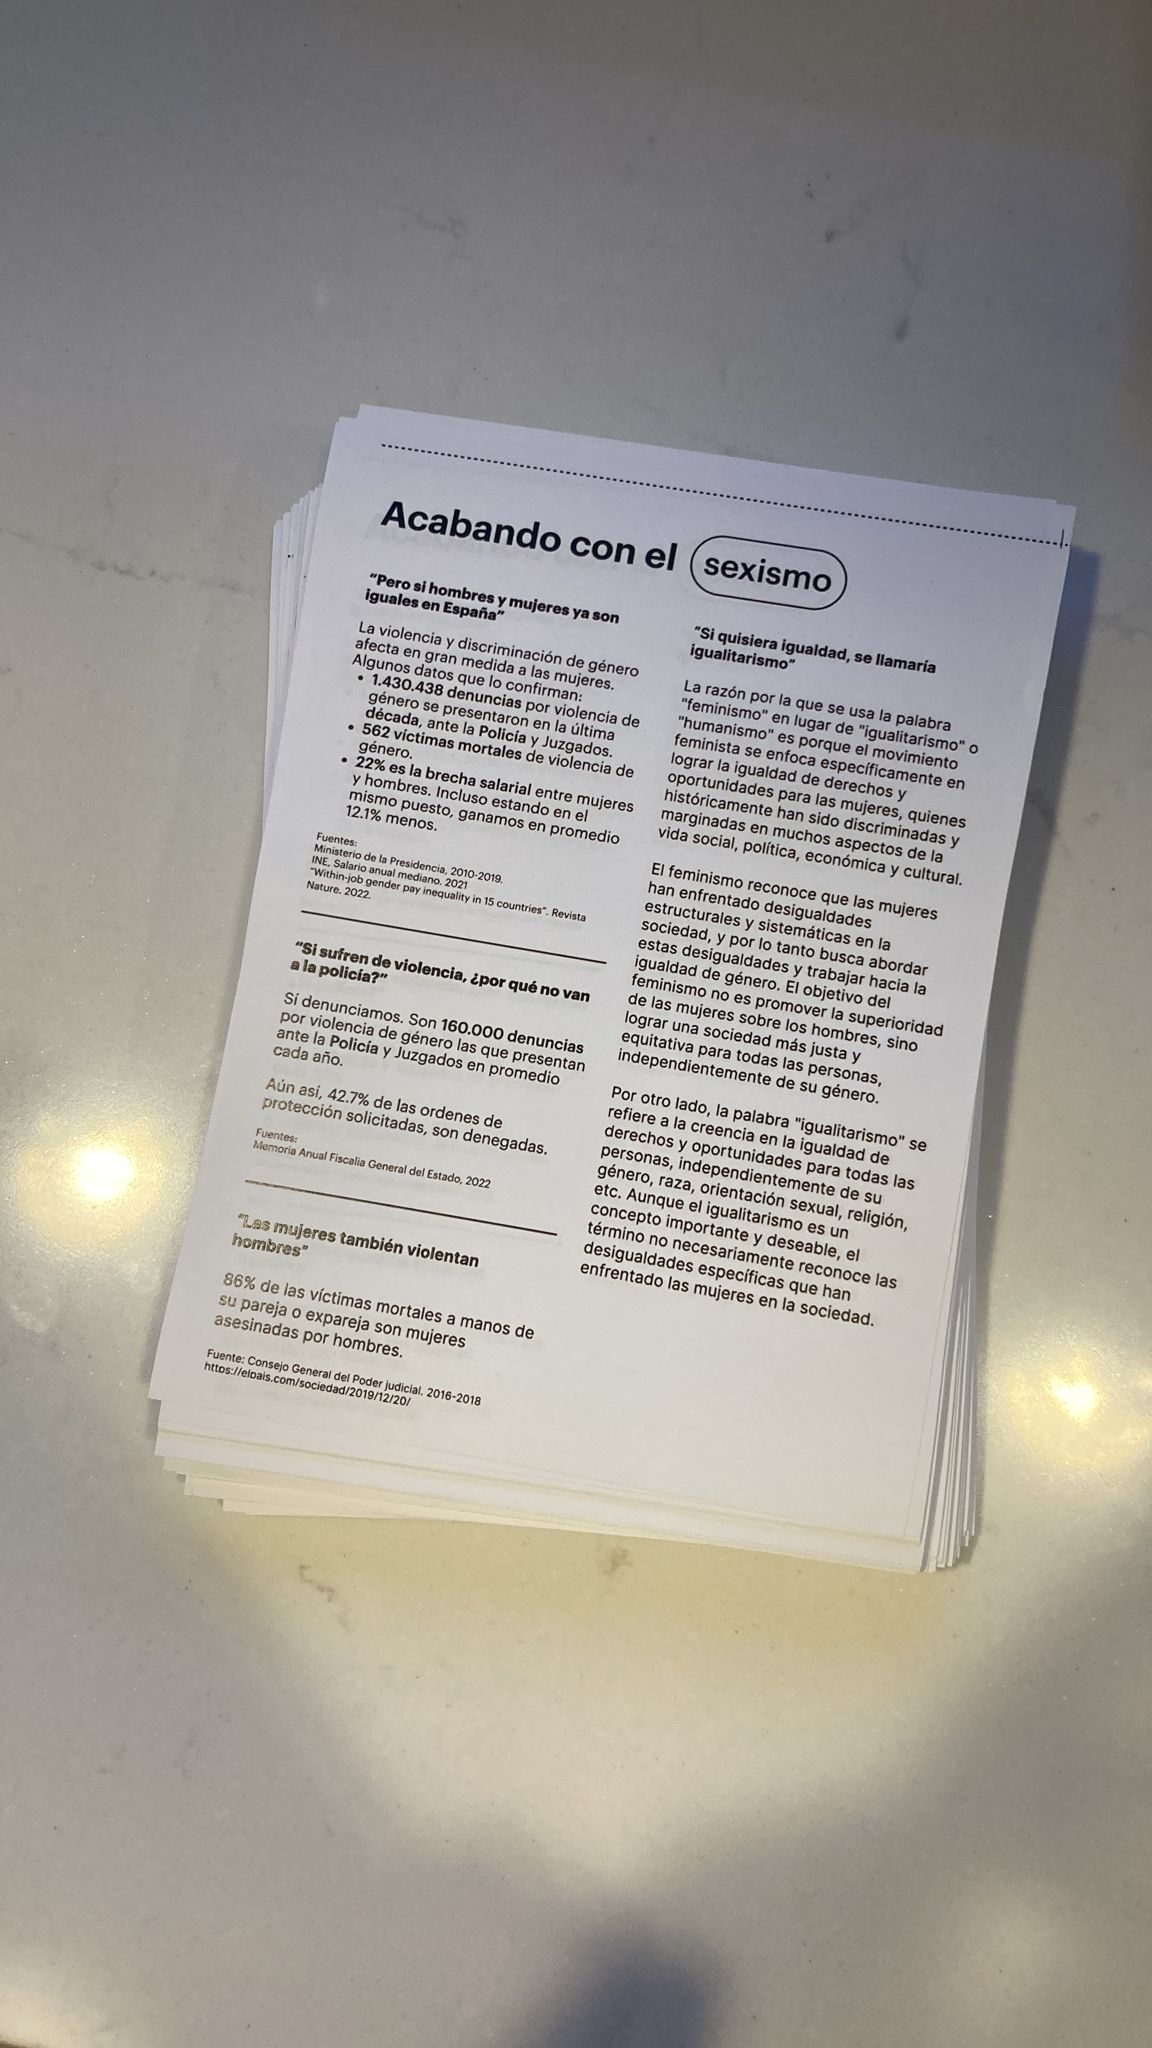 Acabando con el sexismo
"Pero si hombres y mujeres ya son
iguales en España"
La violencia y discriminación de género
afecta en gran medida a las mujeres.
Algunos datos que lo confirman:
• 1.430.438 denuncias por violencia de
género se presentaron en la última
década, ante la Policía y Juzgados.
• 562 víctimas mortales de violencia de
género.
• 22% es la brecha salarial entre mujeres
y hombres. Incluso estando en el
mismo puesto, ganamos en promedio
12.1% menos.
Fuentes:
Ministerio de la Presidencia, 2010-2019.
INE, Salario anual mediano. 2021
"Within-job gender pay inequality in 15 countries". Revista
Nature. 2022.
"Si sufren de violencia, ¿por qué no van
a la policía?"
Sí denunciamos. Son 160.000 denuncias
por violencia de género las que presentan
ante la Policía y Juzgados en promedio
cada año.
Aún así, 42.7% de las ordenes de
protección solicitadas, son denegadas.
Fuentes:
Memoria Anual Fiscalia General del Estado, 2022
"Las mujeres también violentan
hombres"
86% de las víctimas mortales a manos de
su pareja o expareja son mujeres
asesinadas por hombres.
Fuente: Consejo General del Poder judicial. 2016-2018
https://elpais.com/sociedad/2019/12/20/
"Si quisiera igualdad, se llamaría
igualitarismo"
La razón por la que se usa la palabra
"feminismo" en lugar de "igualitarismo" o
"humanismo" es porque el movimiento
feminista se enfoca específicamente en
lograr la igualdad de derechos y
oportunidades para las mujeres, quienes
históricamente han sido discriminadas y
marginadas en muchos aspectos de la
vida social, política, económica y cultural.
El feminismo reconoce que las mujeres
han enfrentado desigualdades
estructurales y sistemáticas en la
sociedad, y por lo tanto busca abordar
estas desigualdades y trabajar hacia la
igualdad de género. El objetivo del
feminismo no es promover la superioridad
de las mujeres sobre los hombres, sino
lograr una sociedad más justa y
equitativa para todas las personas,
independientemente de su género.
Por otro lado, la palabra "igualitarismo" se
refiere a la creencia en la igualdad de
derechos y oportunidades para todas las
personas, independientemente de su
género, raza, orientación sexual, religión,
etc. Aunque el igualitarismo es un
concepto importante y deseable, el
término no necesariamente reconoce las
desigualdades específicas que han
enfrentado las mujeres en la sociedad.